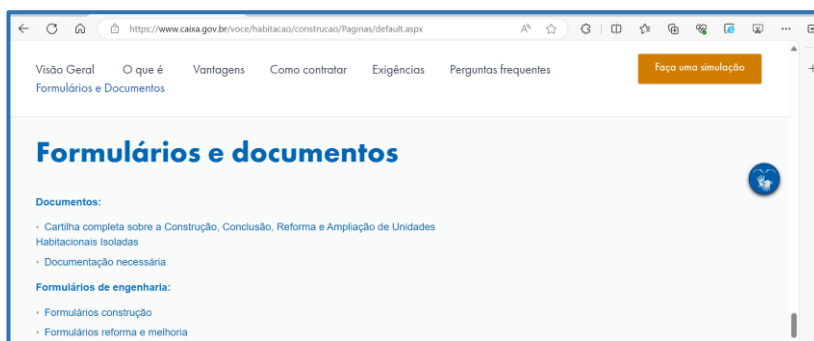 https://www.caixa.gov.br/voce/habitacao/construcao/Paginas/default.aspx
Visão Geral O que é Vantagens Como contratar Exigências Perguntas frequentes Faça uma simulação
Formulários e Documentos
Formulários e documentos
Documentos:
• Cartilha completa sobre a Construção, Conclusão, Reforma e Ampliação de Unidades
Habitacionais Isoladas
• Documentação necessária
Formulários de engenharia:
• Formulários construção
• Formulários reforma e melhoria